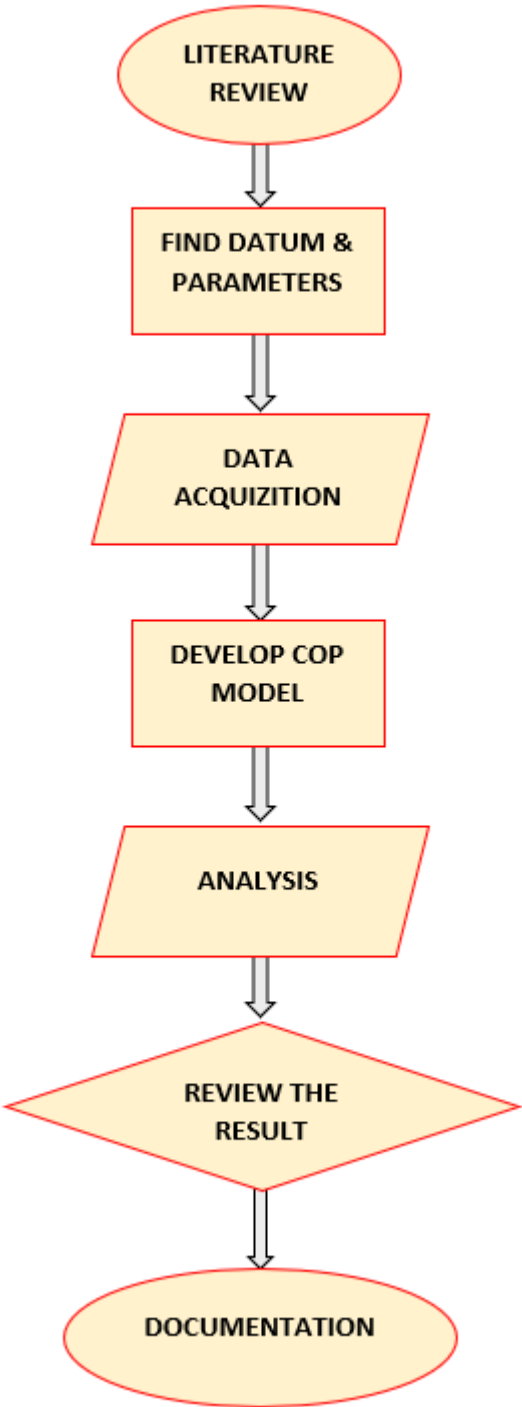 LITERATURE
REVIEW
FIND DATUM &
PARAMETERS
DATA
ACQUIZITION
DEVELOP COP
MODEL
ANALYSIS
REVIEW THE
RESULT
DOCUMENTATION